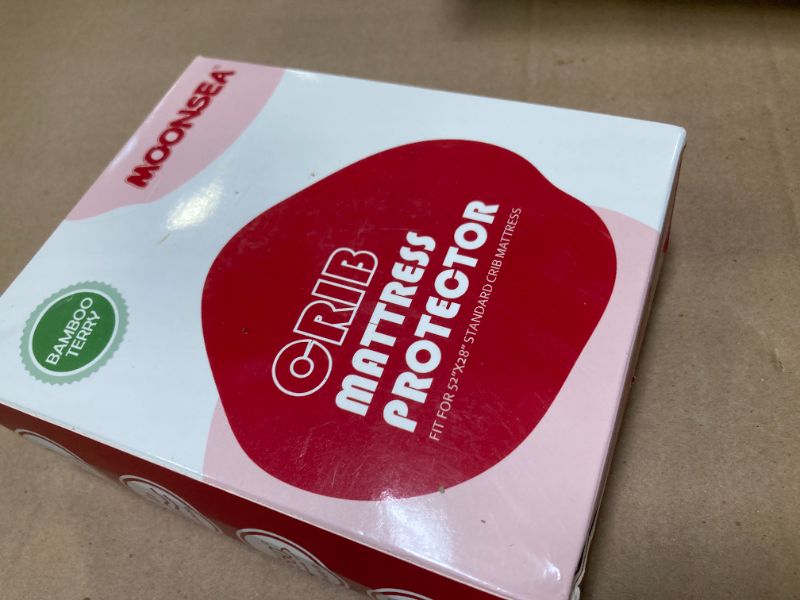 MOONSEA
CRIB
MATTRESS
PROTECTOR
FIT FOR 52"X28" STANDARD CRIB MATTRESS
BAMBOO
TERRY